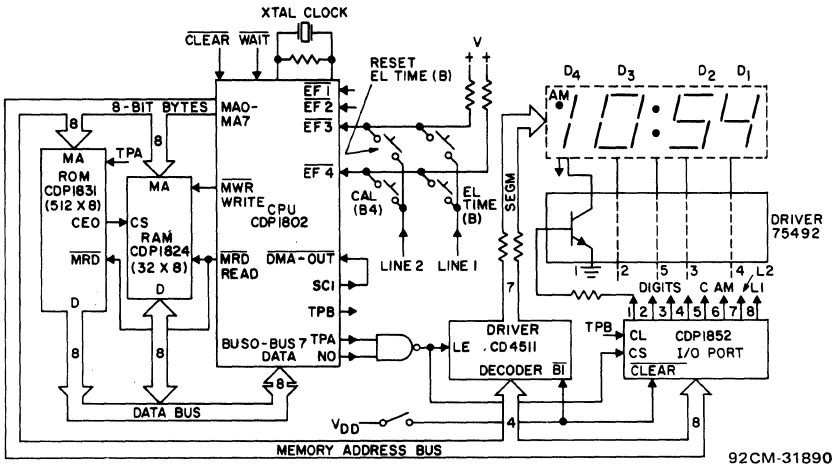 XTAL CLOCK
CLEAR WAIT
RESET
EL TIME (B)
V
+ +
D4 D3 D2 D1
AM
10:54
8-BIT BYTES
MA0-
MA7
EF1
EF2
EF3
EF4
8
8
MA
TPA
ROM
CDP1831
(512 X 8)
CEO
MRD
D
MA
CS
RAM
CDP1824
(32 X 8)
D
MWR
WRITE
CPU
CDP1802
MRD
READ
DMA-OUT
SC1
TPB
BUS0-BUS7
DATA
TPA
N0
CAL
(B4)
EL
TIME
(B)
LINE 2
LINE 1
SEGM
7
DRIVER
75492
1 2 5 3 4
DIGITS C AM L2
L1
1 2 3 4 5 6 7 8
TPB
CL
CS
CDP1852
I/O PORT
CLEAR
LE
DRIVER
CD4511
DECODER BI
8
8
8
DATA BUS
VDD
4
8
MEMORY ADDRESS BUS
92CM-31890